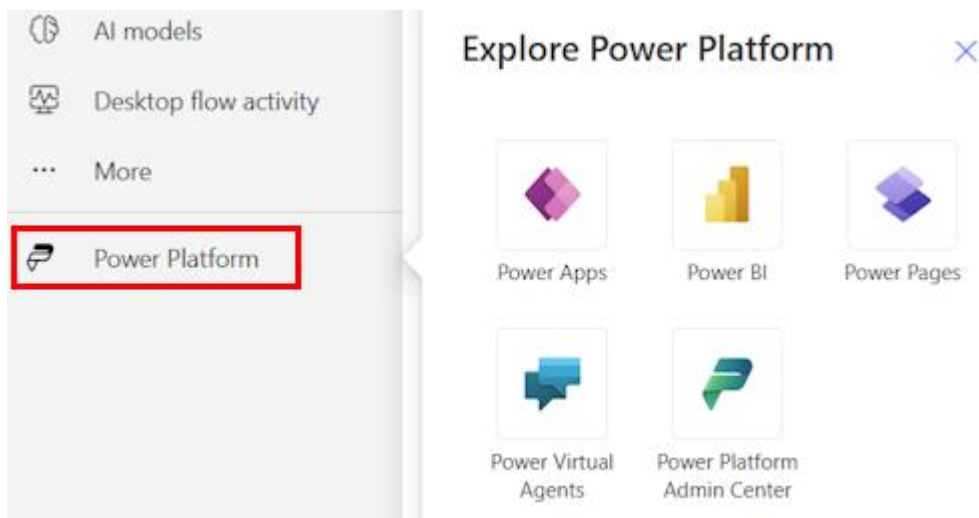 AI models
Desktop flow activity
More
Power Platform
Explore Power Platform
Power Apps
Power BI
Power Pages
Power Virtual
Agents
Power Platform
Admin Center